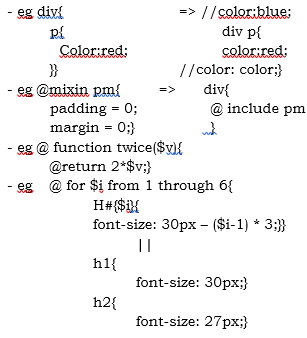 - eg div{ => //color:blue;
p{ div p{
Color:red; color:red;
}} //color: color;}
- eg @mixin pm{ => div{
padding = 0; @ include pm
margin = 0;} }
- eg @ function twice($v){
@return 2*$v;}
- eg @ for $i from 1 through 6{
H#{$i}{
font-size: 30px – ($i-1) * 3;}}
||
h1{
font-size: 30px;}
h2{
font-size: 27px;}